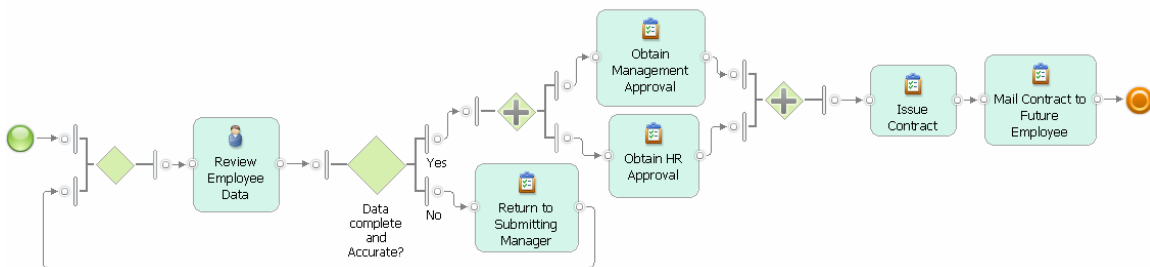 Review
Employee
Data
Data
complete
and
Accurate?
Yes
No
Obtain
Management
Approval
Obtain HR
Approval
Return to
Submitting
Manager
Issue
Contract
Mail Contract to
Future
Employee